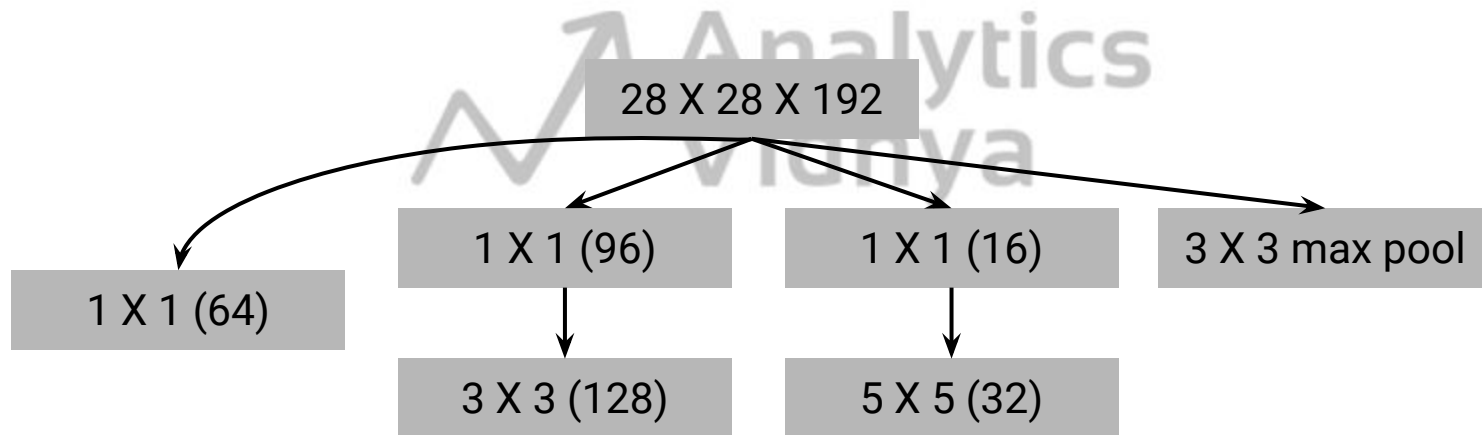 Analytics
Vidhya
28 X 28 X 192
1 X 1 (96)
1 X 1 (16)
3 X 3 max pool
1 X 1 (64)
3 X 3 (128)
5 X 5 (32)